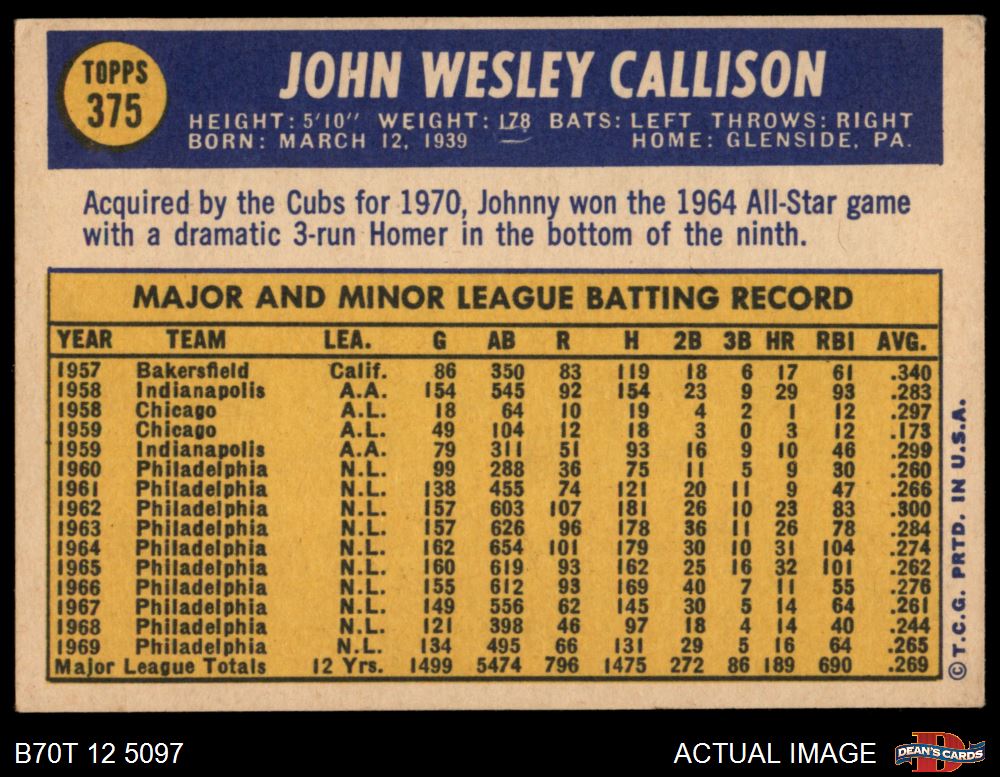 TOPPS
375
JOHN WESLEY CALLISON
HEIGHT: 5'10" WEIGHT: 178 BATS: LEFT THROWS: RIGHT
BORN: MARCH 12, 1939 HOME: GLENSIDE, PA.
Acquired by the Cubs for 1970, Johnny won the 1964 All-Star game
with a dramatic 3-run Homer in the bottom of the ninth.
MAJOR AND MINOR LEAGUE BATTING RECORD
YEAR TEAM LEA. G AB R H 2B 3B HR RBI AVG.
1957 Bakersfield Calif. 86 350 83 119 18 6 17 61 .340
1958 Indianapolis A.A. 154 545 92 154 23 9 29 93 .283
1958 Chicago A.L. 18 64 10 19 4 2 1 12 .297
1959 Chicago A.L. 49 104 12 18 3 0 3 12 .173
1959 Indianapolis A.A. 79 311 51 93 16 9 10 46 .299
1960 Philadelphia N.L. 99 288 36 75 11 5 9 30 .260
1961 Philadelphia N.L. 138 455 74 121 20 11 9 47 .266
1962 Philadelphia N.L. 157 603 107 181 26 10 23 83 .300
1963 Philadelphia N.L. 157 626 96 178 36 11 26 78 .284
1964 Philadelphia N.L. 162 654 101 179 30 10 31 104 .274
1965 Philadelphia N.L. 160 619 93 162 25 16 32 101 .262
1966 Philadelphia N.L. 155 612 93 169 40 7 11 55 .276
1967 Philadelphia N.L. 149 556 62 145 30 5 14 64 .261
1968 Philadelphia N.L. 121 398 46 97 18 4 14 40 .244
1969 Philadelphia N.L. 134 495 66 131 29 5 16 64 .265
Major League Totals 12 Yrs. 1499 5474 796 1475 272 86 189 690 .269
© T.C.G. PRTD. IN U.S.A.
B70T 12 5097
ACTUAL IMAGE
DEAN'S CARDS